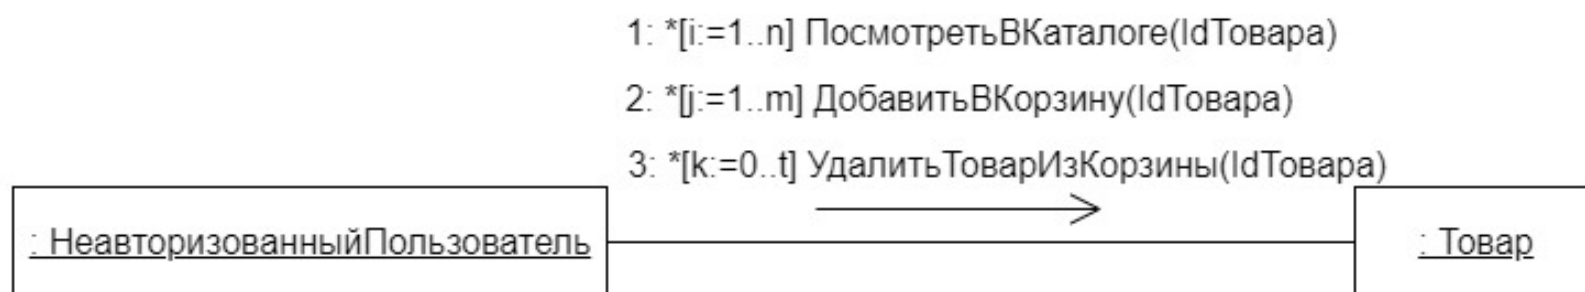 1: *[i:=1..n] ПосмотретьВКаталоге(IdТовара)
2: *[j:=1..m] ДобавитьВКорзину(IdТовара)
3: *[k:=0..t] УдалитьТоварИзКорзины(IdТовара)
: НеавторизованныйПользователь
: Товар